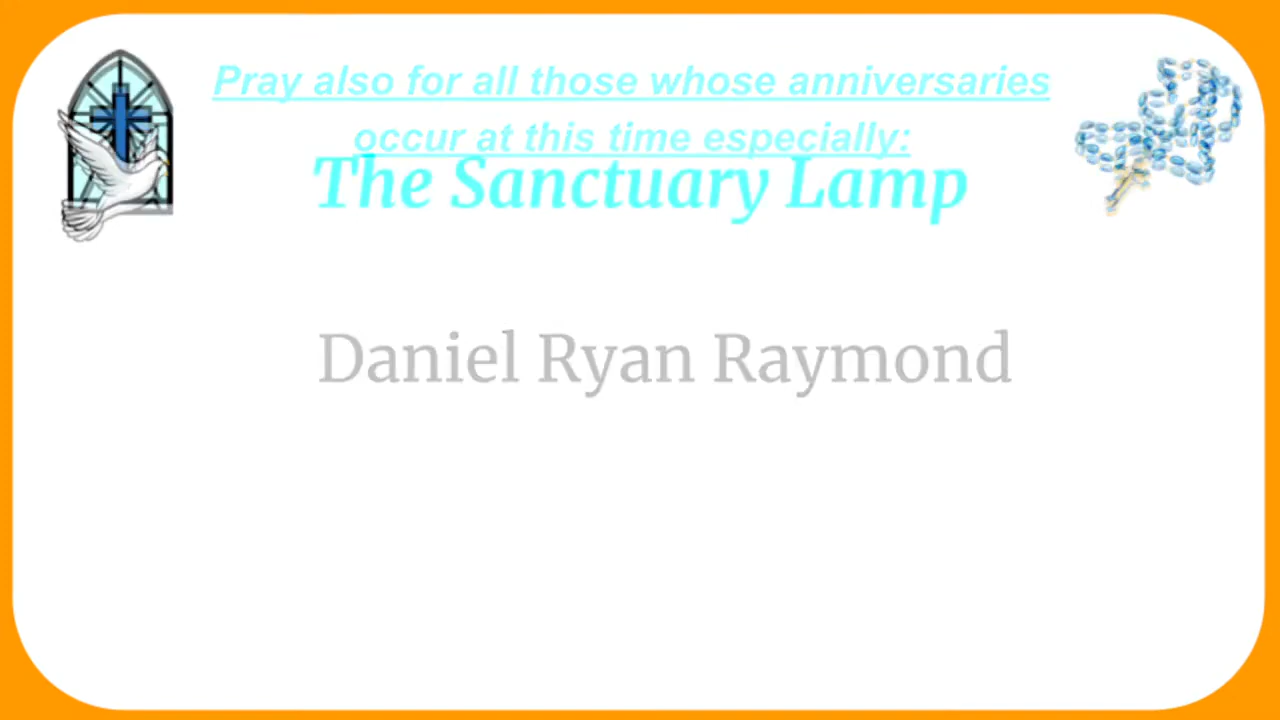 Pray also for all those whose anniversaries
occur at this time especially:
The Sanctuary Lamp
Daniel Ryan Raymond